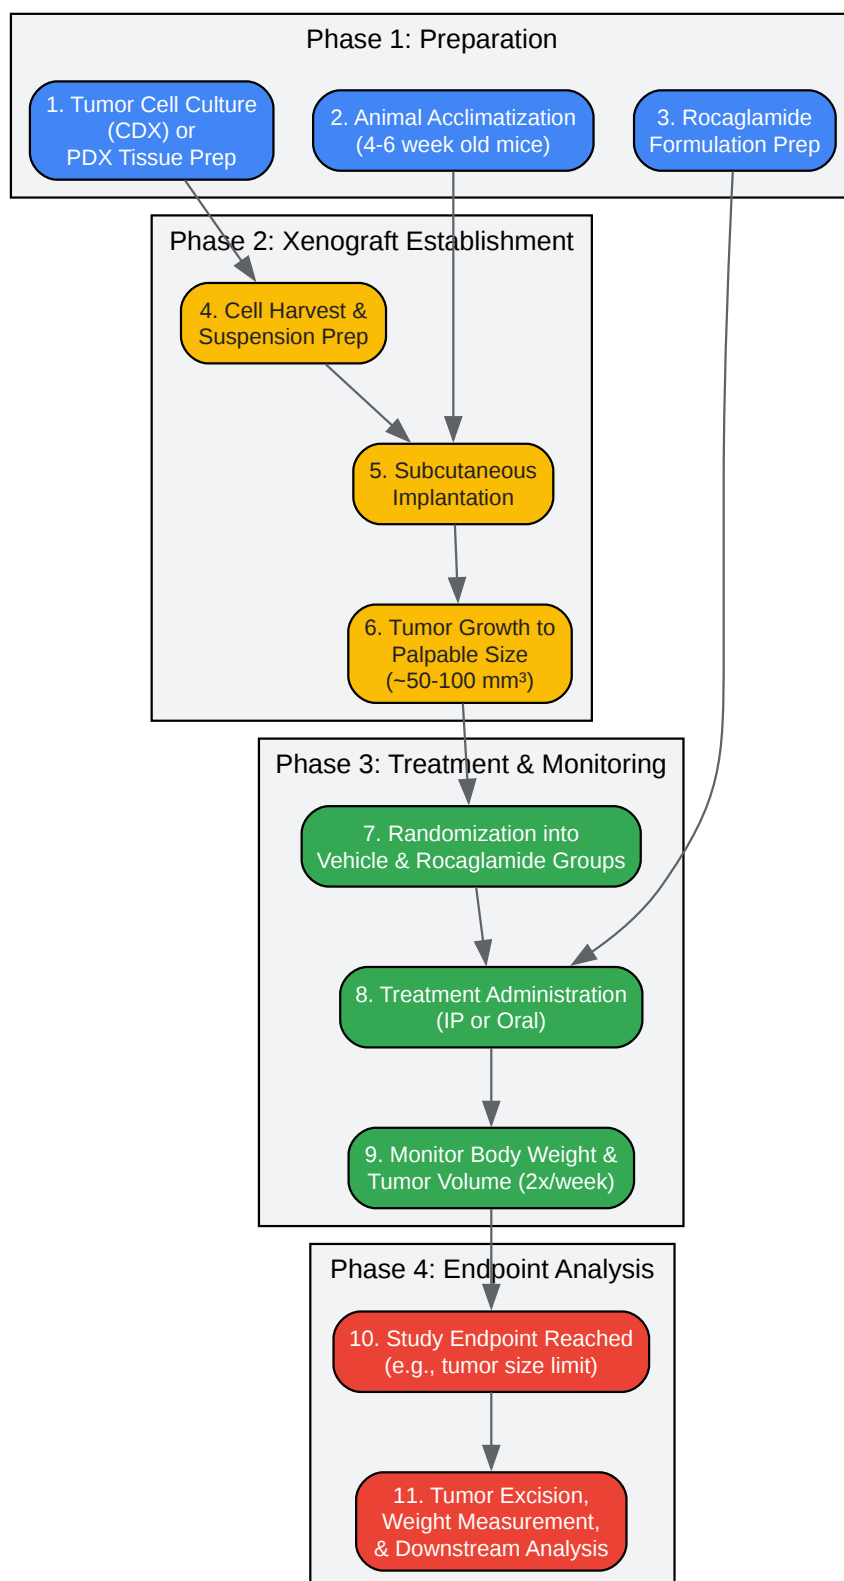 Phase 1: Preparation
1. Tumor Cell Culture
(CDX) or
PDX Tissue Prep
2. Animal Acclimatization
(4-6 week old mice)
3. Rocaglamide
Formulation Prep
Phase 2: Xenograft Establishment
4. Cell Harvest &
Suspension Prep
5. Subcutaneous
Implantation
6. Tumor Growth to
Palpable Size
(~50-100 mm³)
Phase 3: Treatment & Monitoring
7. Randomization into
Vehicle & Rocaglamide Groups
8. Treatment Administration
(IP or Oral)
9. Monitor Body Weight &
Tumor Volume (2x/week)
Phase 4: Endpoint Analysis
10. Study Endpoint Reached
(e.g., tumor size limit)
11. Tumor Excision,
Weight Measurement,
& Downstream Analysis